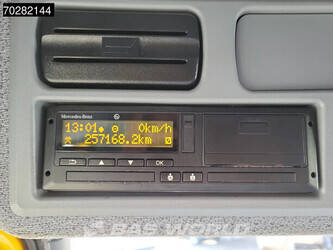 70282144
Mercedes-Benz
13:01 0km/h
257168.2km
OK
BAS WORLD